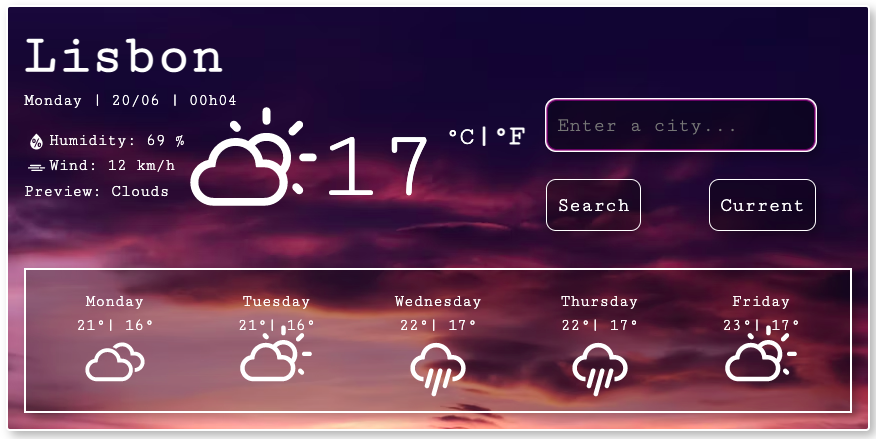 Lisbon
Monday | 20/06 | 00h04
Humidity: 69 %
Wind: 12 km/h
Preview: Clouds
17 °C|°F
Enter a city...
Search
Current
Monday
21°| 16°
Tuesday
21°| 16°
Wednesday
22°| 17°
Thursday
22°| 17°
Friday
23°| 17°